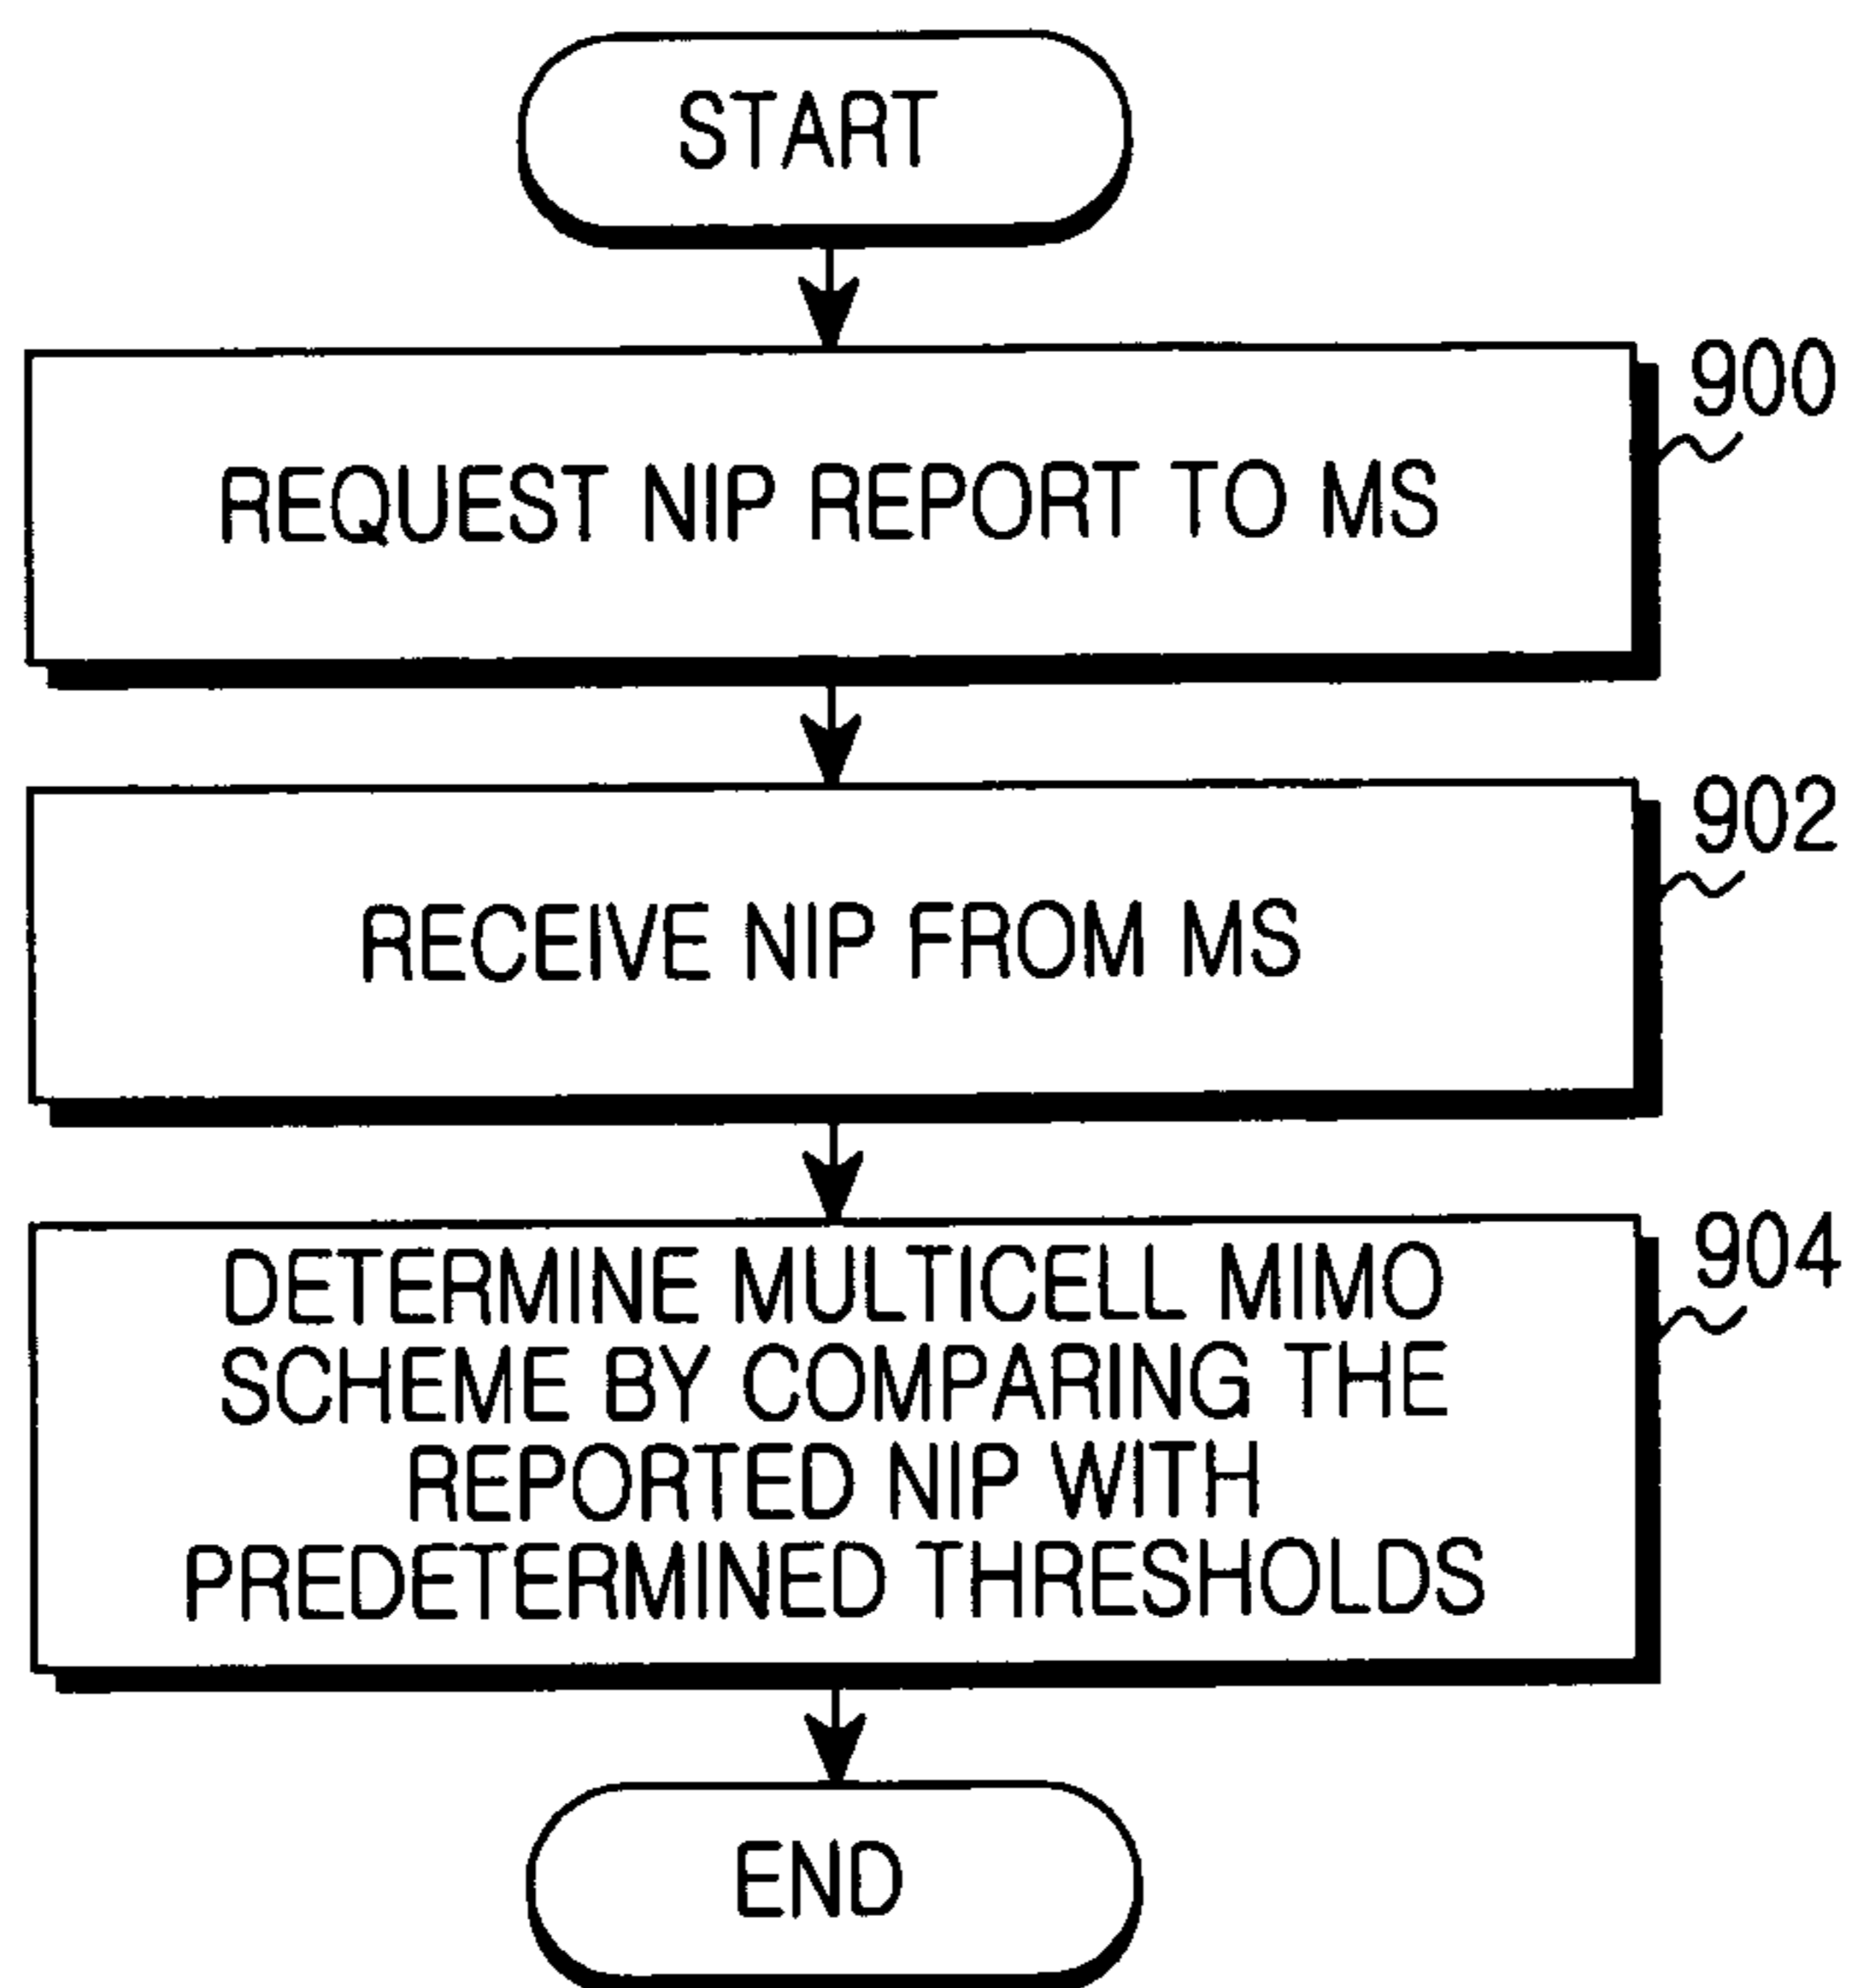 START
900
REQUEST NIP REPORT TO MS
902
RECEIVE NIP FROM MS
904
DETERMINE MULTICELL MIMO
SCHEME BY COMPARING THE
REPORTED NIP WITH
PREDETERMINED THRESHOLDS
END